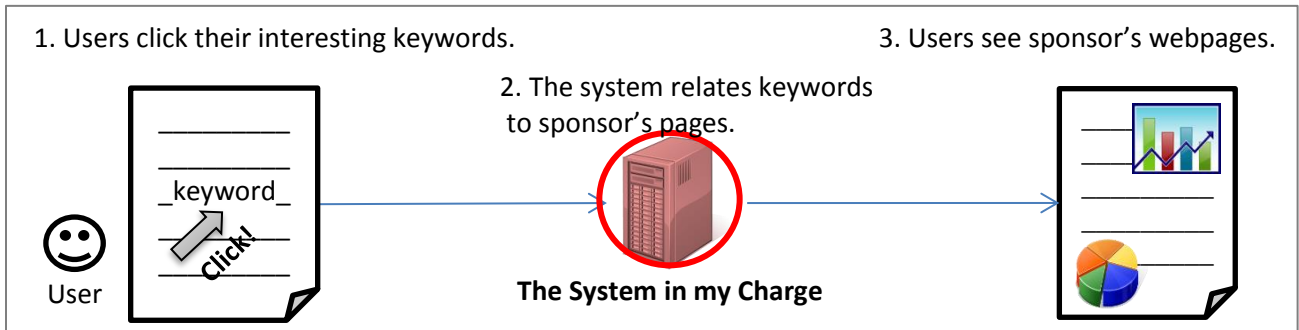 1. Users click their interesting keywords.
3. Users see sponsor's webpages.
2. The system relates keywords
to sponsor's pages.
_keyword_
Click!
User
The System in my Charge